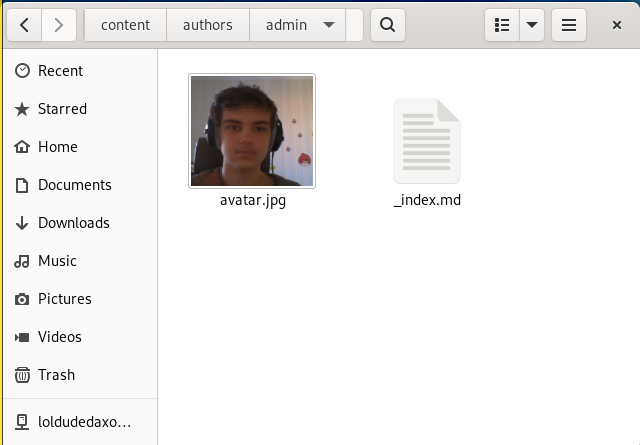 content authors admin
Recent
Starred
Home
Documents
Downloads
Music
Pictures
Videos
Trash
loldudedaxo...
avatar.jpg
_index.md